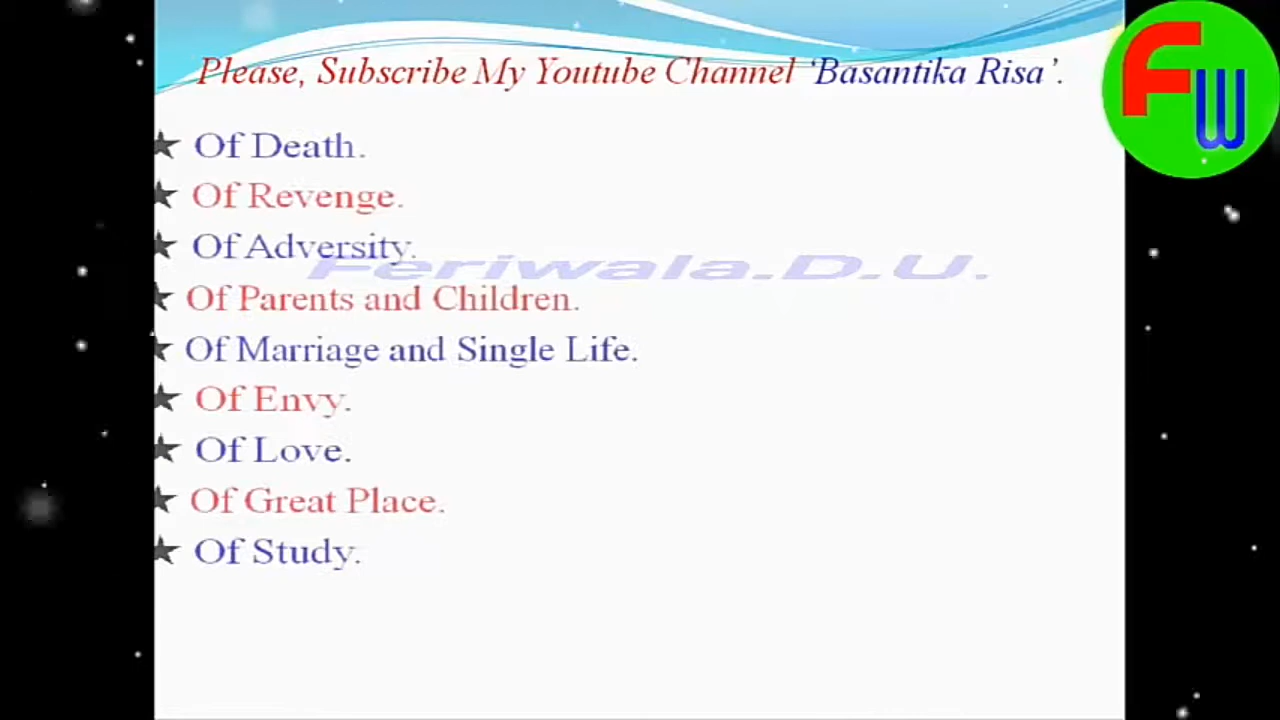 Please, Subscribe My Youtube Channel ‘Basantika Risa’.
FW
★ Of Death.
★ Of Revenge.
★ Of Adversity.
Feriwala.D.U.
★ Of Parents and Children.
★ Of Marriage and Single Life.
★ Of Envy.
★ Of Love.
★ Of Great Place.
★ Of Study.